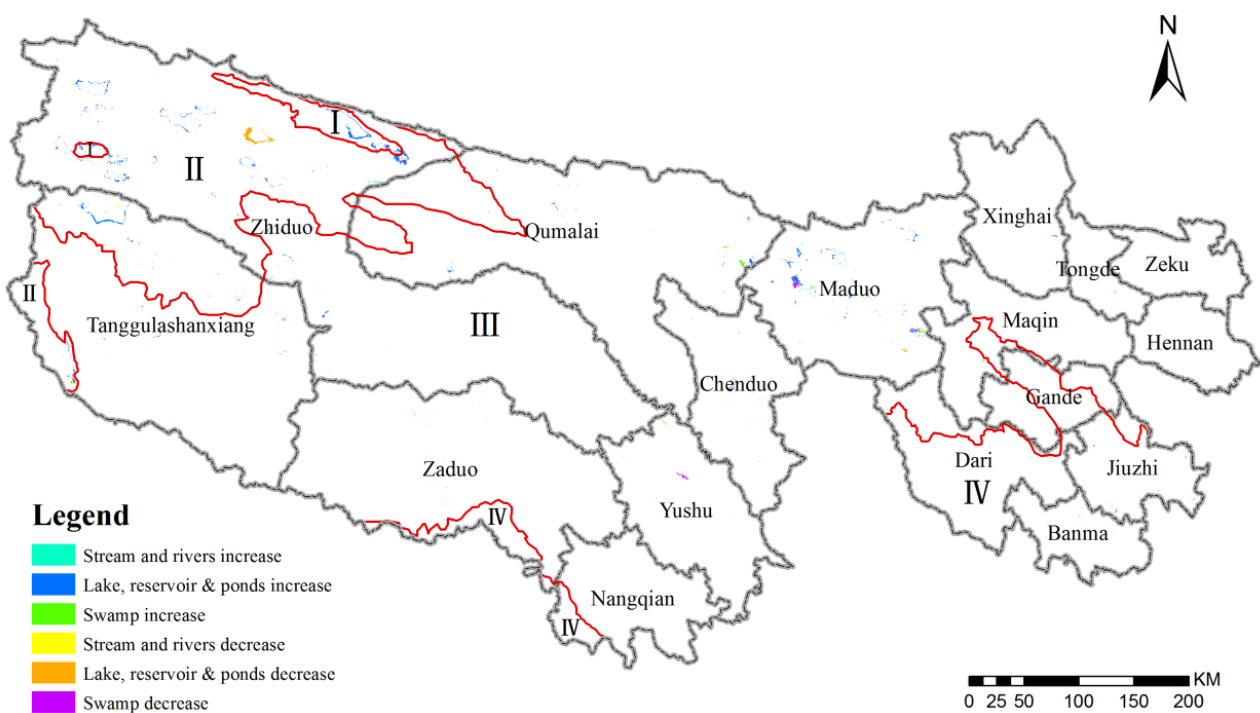 N
I
I
II
Xinghai
Zhiduo
Qumalai
Tongde
Zeku
II
Maduo
Tanggulashanxiang
III
Maqin
Hennan
Chenduo
Gande
Zaduo
Dari
Jiuzhi
IV
IV
Yushu
Banma
Nangqian
IV
Legend
Stream and rivers increase
Lake, reservoir & ponds increase
Swamp increase
Stream and rivers decrease
Lake, reservoir & ponds decrease
Swamp decrease
KM
0 25 50 100 150 200